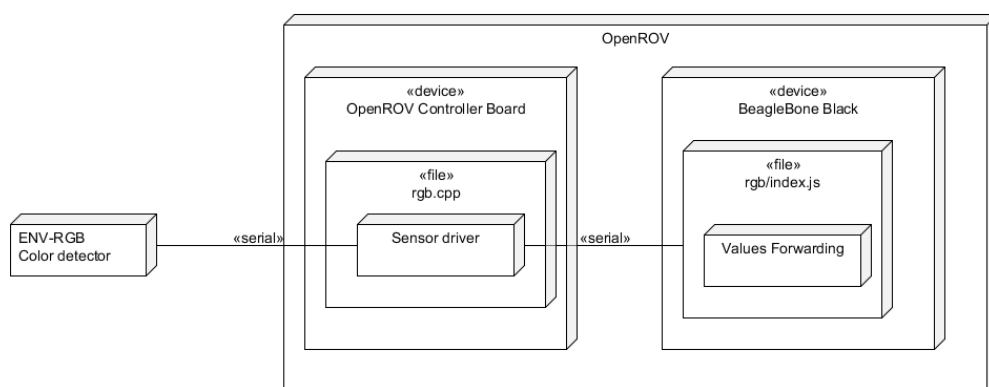 OpenROV
«device»
OpenROV Controller Board
«device»
BeagleBone Black
«file»
rgb.cpp
«file»
rgb/index.js
ENV-RGB
Color detector
«serial»
Sensor driver
«serial»
Values Forwarding